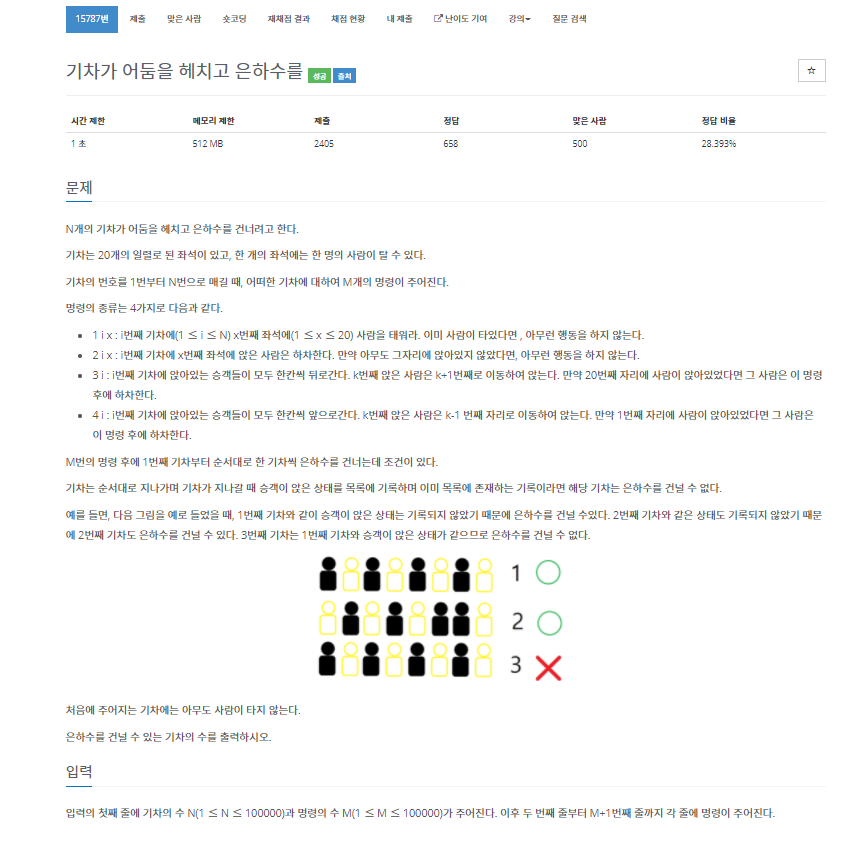 15787번 제출 맞은 사람 숏코딩 재채점 결과 채점 현황 내 제출 난이도 기여 강의 질문 검색
기차가 어둠을 헤치고 은하수를 성공 출처
시간 제한 메모리 제한 제출 정답 맞은 사람 정답 비율
1 초 512 MB 2405 658 500 28.393%
문제
N개의 기차가 어둠을 헤치고 은하수를 건너려고 한다.
기차는 20개의 일렬로 된 좌석이 있고, 한 개의 좌석에는 한 명의 사람이 탈 수 있다.
기차의 번호를 1번부터 N번으로 매길 때, 어떠한 기차에 대하여 M개의 명령이 주어진다.
명령의 종류는 4가지로 다음과 같다.
1 i x : i번째 기차에(1 ≤ i ≤ N) x번째 좌석에(1 ≤ x ≤ 20) 사람을 태워라. 이미 사람이 타있다면 , 아무런 행동을 하지 않는다.
2 i x : i번째 기차에 x번째 좌석에 앉은 사람은 하차한다. 만약 아무도 그자리에 앉아있지 않았다면, 아무런 행동을 하지 않는다.
3 i : i번째 기차에 앉아있는 승객들이 모두 한칸씩 뒤로간다. k번째 앉은 사람은 k+1번째로 이동하여 앉는다. 만약 20번째 자리에 사람이 앉아있었다면 그 사람은 이 명령
후에 하차한다.
4 i : i번째 기차에 앉아있는 승객들이 모두 한칸씩 앞으로간다. k번째 앉은 사람은 k-1 번째 자리로 이동하여 앉는다. 만약 1번째 자리에 사람이 앉아있었다면 그 사람은
이 명령 후에 하차한다.
M번의 명령 후에 1번째 기차부터 순서대로 한 기차씩 은하수를 건너는데 조건이 있다.
기차는 순서대로 지나가며 기차가 지나갈 때 승객이 앉은 상태를 목록에 기록하며 이미 목록에 존재하는 기록이라면 해당 기차는 은하수를 건널 수 없다.
예를 들면, 다음 그림을 예로 들었을 때, 1번째 기차와 같이 승객이 앉은 상태는 기록되지 않았기 때문에 은하수를 건널 수있다. 2번째 기차와 같은 상태도 기록되지 않았기 때문
에 2번째 기차도 은하수를 건널 수 있다. 3번째 기차는 1번째 기차와 승객이 앉은 상태가 같으므로 은하수를 건널 수 없다.
1
2
3
처음에 주어지는 기차에는 아무도 사람이 타지 않는다.
은하수를 건널 수 있는 기차의 수를 출력하시오.
입력
입력의 첫째 줄에 기차의 수 N(1 ≤ N ≤ 100000)과 명령의 수 M(1 ≤ M ≤ 100000)가 주어진다. 이후 두 번째 줄부터 M+1번째 줄까지 각 줄에 명령이 주어진다.